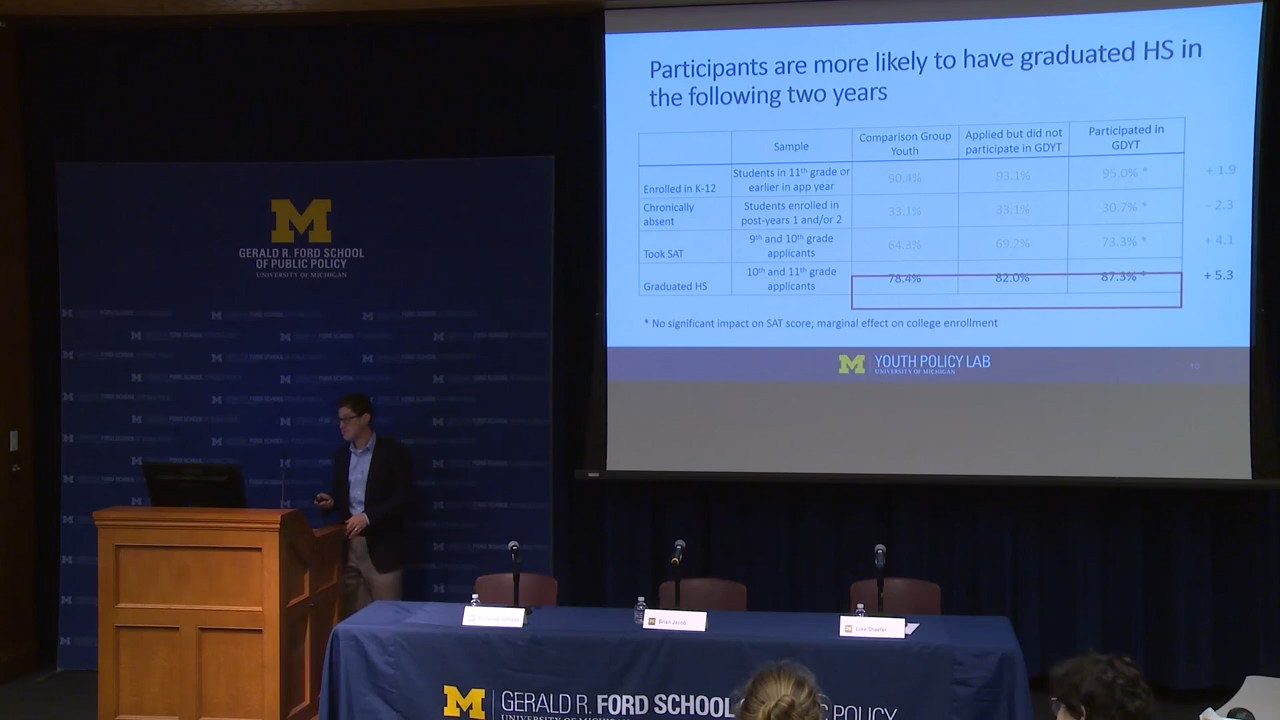 Participants are more likely to have graduated HS in
the following two years
Sample
Comparison Group
Youth
Applied but did not
participate in GDYT
Participated in
GDYT
Enrolled in K-12
Students in 11th grade or
earlier in app year
90.4%
93.1%
95.0% *
+ 1.9
Chronically
absent
Students enrolled in
post-years 1 and/or 2
33.1%
33.1%
30.7% *
- 2.3
Took SAT
9th and 10th grade
applicants
64.3%
69.2%
73.3% *
+ 4.1
Graduated HS
10th and 11th grade
applicants
78.4%
82.0%
87.3% *
+ 5.3
* No significant impact on SAT score; marginal effect on college enrollment
M YOUTH POLICY LAB
UNIVERSITY OF MICHIGAN
10
M
GERALD R. FORD SCHOOL
OF PUBLIC POLICY
UNIVERSITY OF MICHIGAN
Brian Jacob
Luke Shaefer
M GERALD R. FORD SCHOOL POLICY